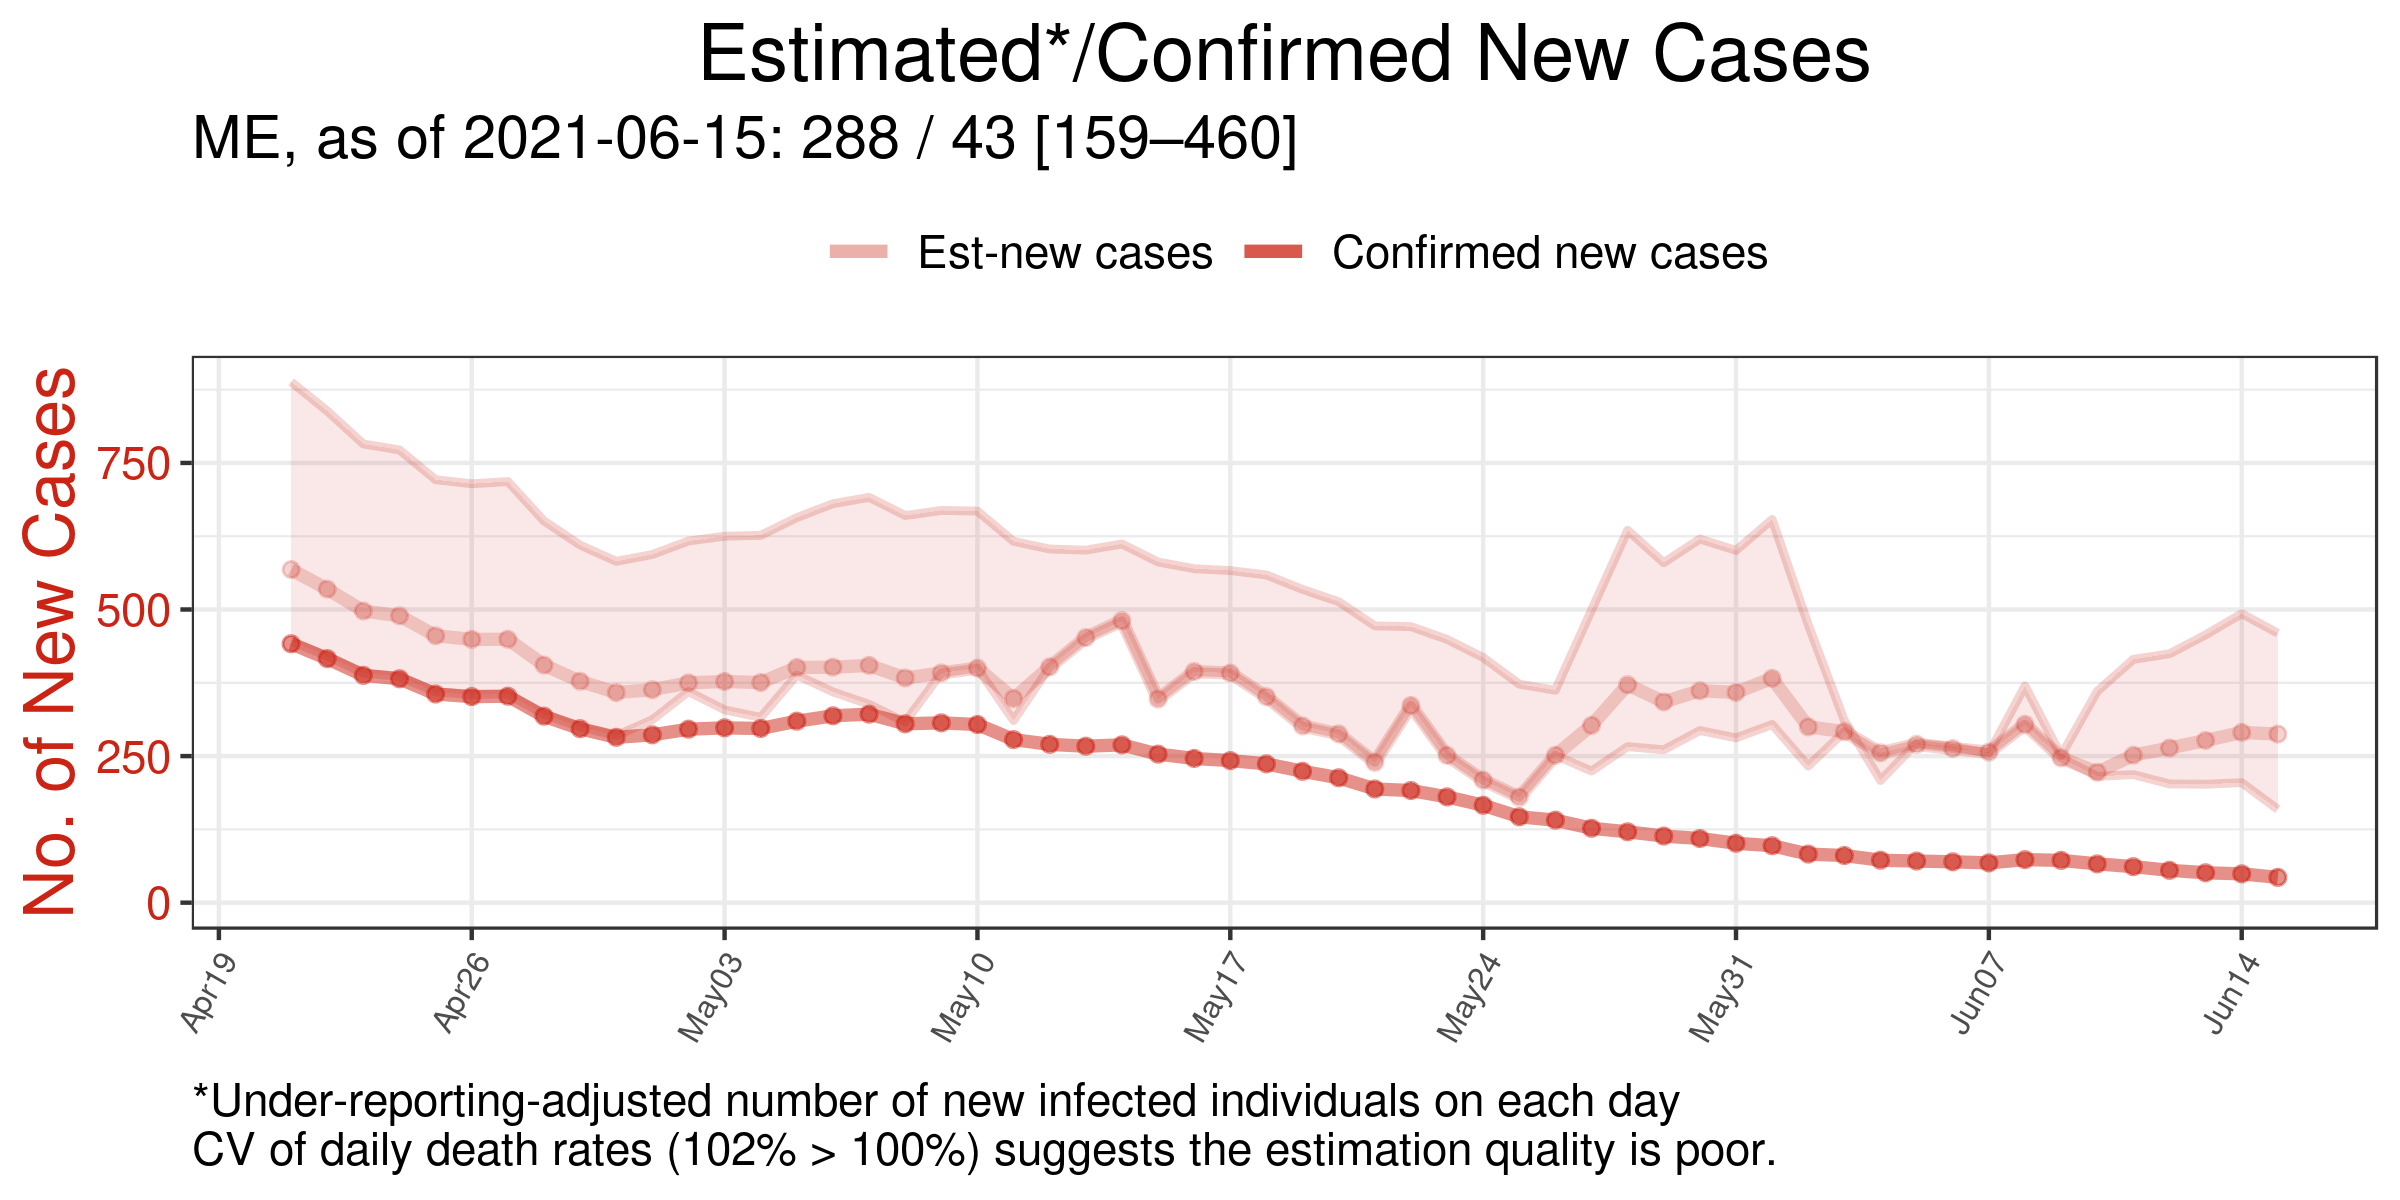 Estimated*/Confirmed New Cases
ME, as of 2021-06-15: 288 / 43 [159–460]
Est-new cases Confirmed new cases
No. of New Cases
750
500
250
0
Apr19 Apr26 May03 May10 May17 May24 May31 Jun07 Jun14
*Under-reporting-adjusted number of new infected individuals on each day
CV of daily death rates (102% > 100%) suggests the estimation quality is poor.